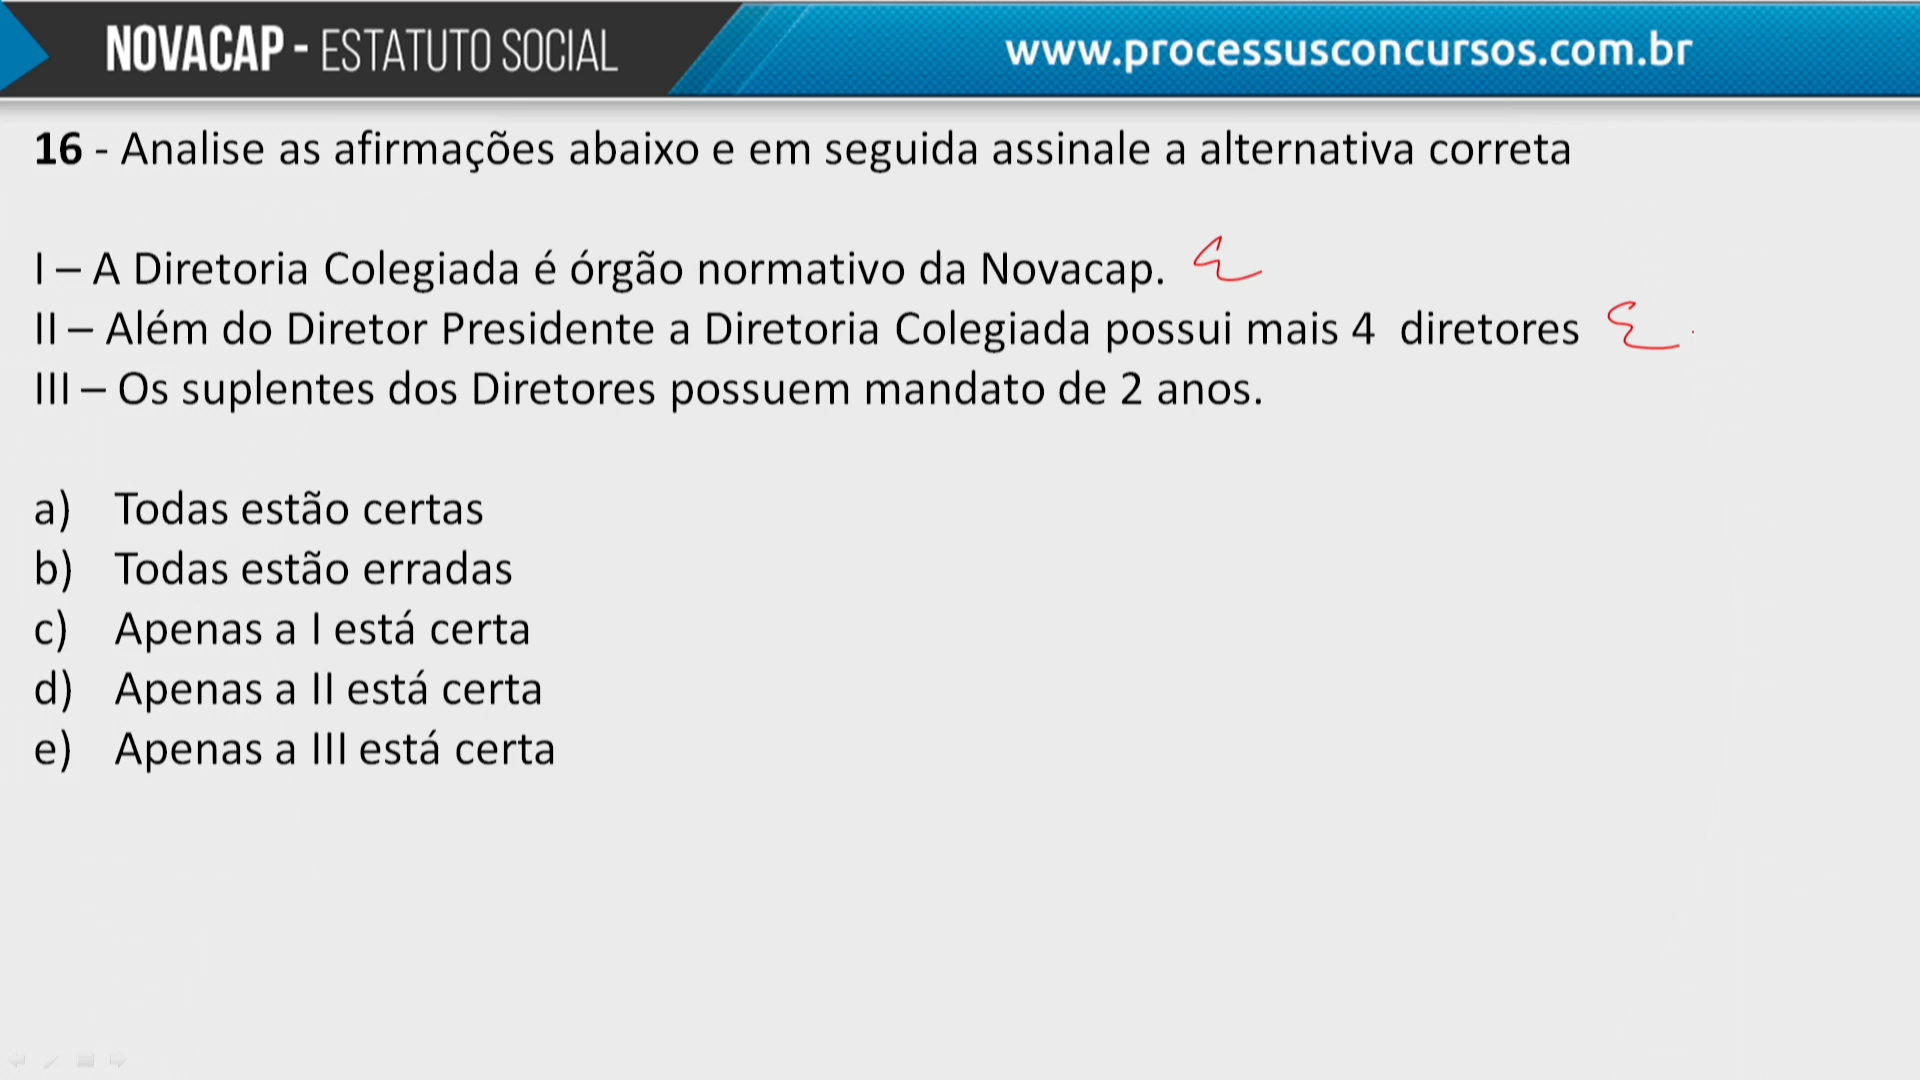 NOVACAP - ESTATUTO SOCIAL
www.processusconcursos.com.br
16 - Analise as afirmações abaixo e em seguida assinale a alternativa correta
I – A Diretoria Colegiada é órgão normativo da Novacap. E
II – Além do Diretor Presidente a Diretoria Colegiada possui mais 4 diretores E
III – Os suplentes dos Diretores possuem mandato de 2 anos.
a) Todas estão certas
b) Todas estão erradas
c) Apenas a I está certa
d) Apenas a II está certa
e) Apenas a III está certa